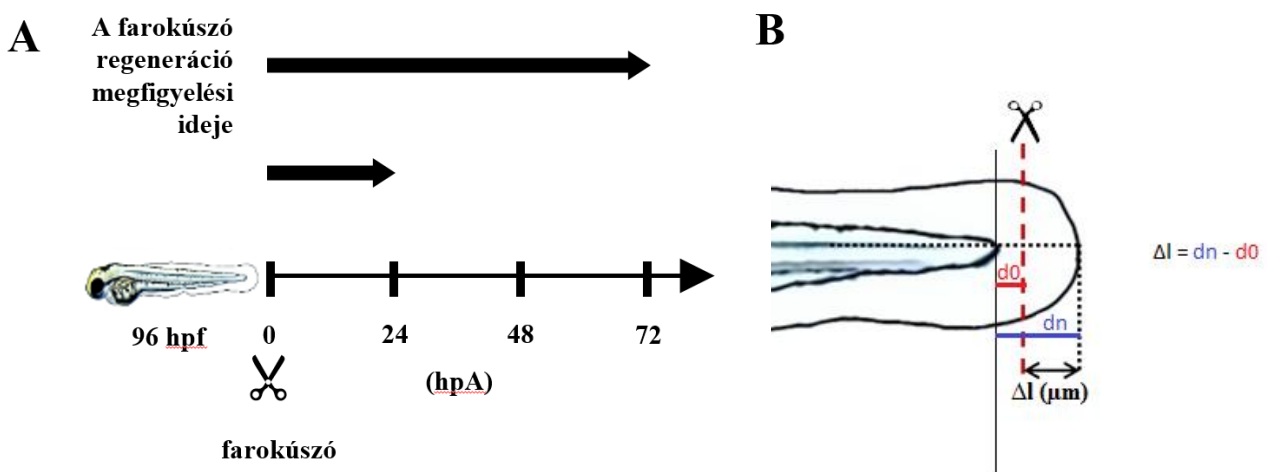 A
A farokúszó
regeneráció
megfigyelési
ideje
96 hpf
0
24
48
72
(hpA)
farokúszó
B
d0
dn
Δl (μm)
Δl = dn - d0